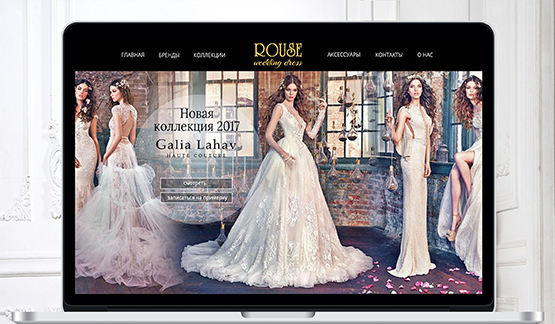 ГЛАВНАЯ БРЕНДЫ КОЛЛЕКЦИИ ROUSE АКСЕССУАРЫ КОНТАКТЫ О НАС
wedding dress
Новая
коллекция 2017
Galia Lahav
HAUTE COUTURE
смотреть
записаться на примерку